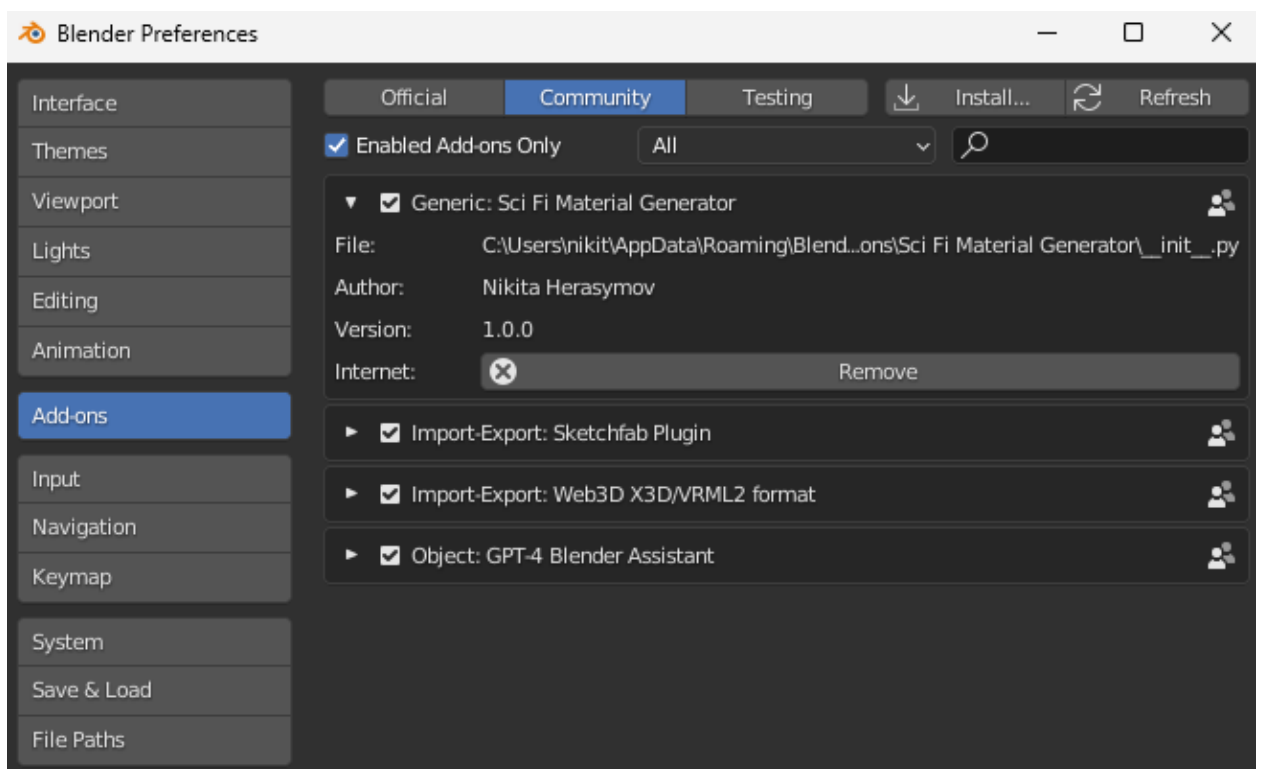 Blender Preferences
Interface
Themes
Viewport
Lights
Editing
Animation
Add-ons
Input
Navigation
Keymap
System
Save & Load
File Paths
Official Community Testing Install... Refresh
Enabled Add-ons Only All
Generic: Sci Fi Material Generator
File: C:\Users\nikit\AppData\Roaming\Blend...ons\Sci Fi Material Generator\__init__.py
Author: Nikita Herasymov
Version: 1.0.0
Internet: Remove
Import-Export: Sketchfab Plugin
Import-Export: Web3D X3D/VRML2 format
Object: GPT-4 Blender Assistant